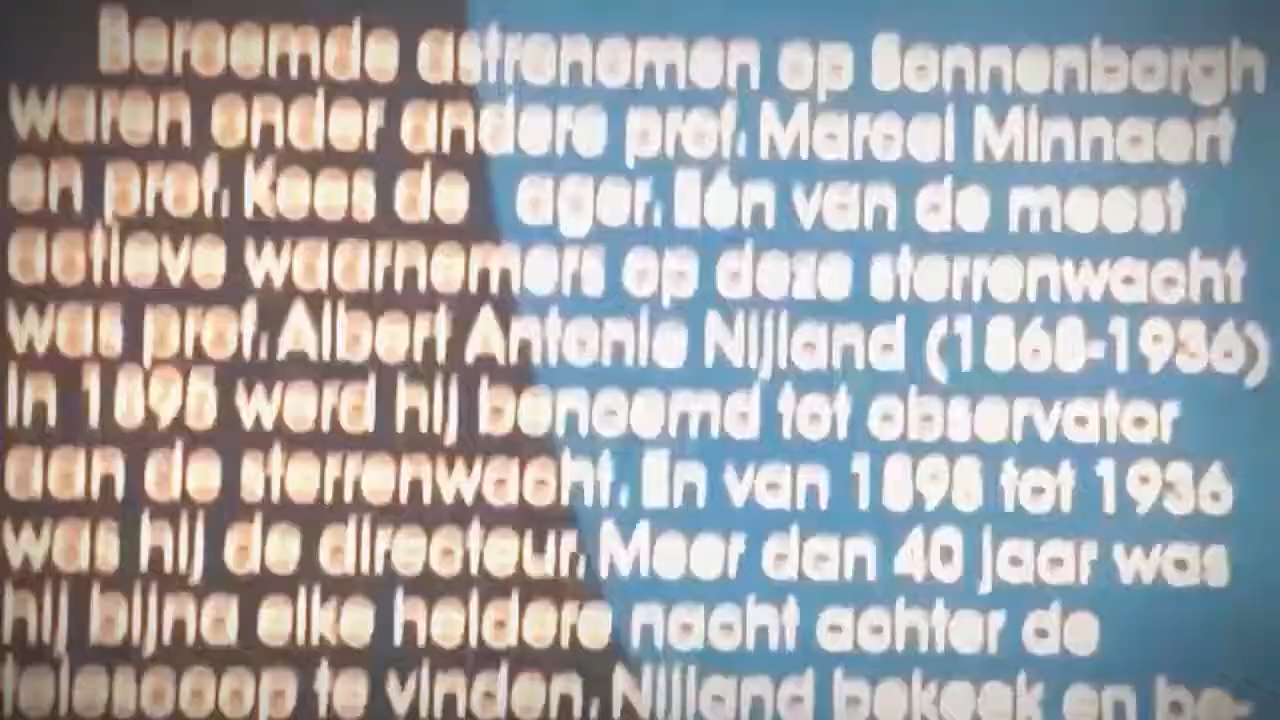 Beroemde astronomen op Sonnenborgh
waren onder andere prof. Marcel Minnaert
en prof. Kees de  ager. Eén van de meest
actieve waarnemers op deze sterrenwacht
was prof. Albert Antonie Nijland (1868-1936)
In 1895 werd hij benoemd tot observator
aan de sterrenwacht. En van 1898 tot 1936
was hij de directeur. Meer dan 40 jaar was
hij bijna elke heldere nacht achter de
telescoop te vinden. Nijland bekeek en be-